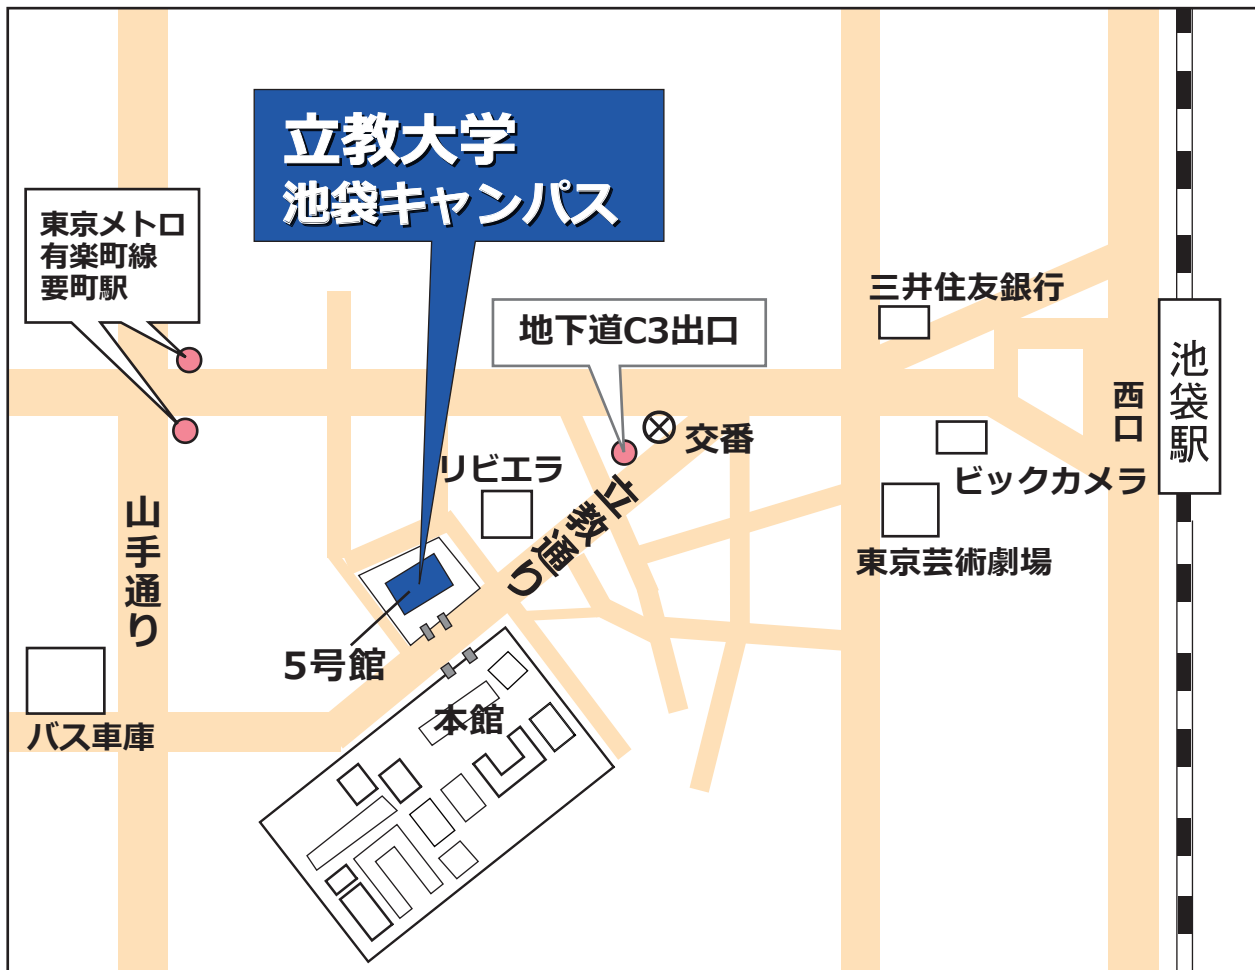 立教大学
池袋キャンパス
東京メトロ
有楽町線
要町駅
地下道C3出口
三井住友銀行
池袋駅
西口
交番
リビエラ
ビックカメラ
立教通り
山手通り
東京芸術劇場
5号館
本館
バス車庫